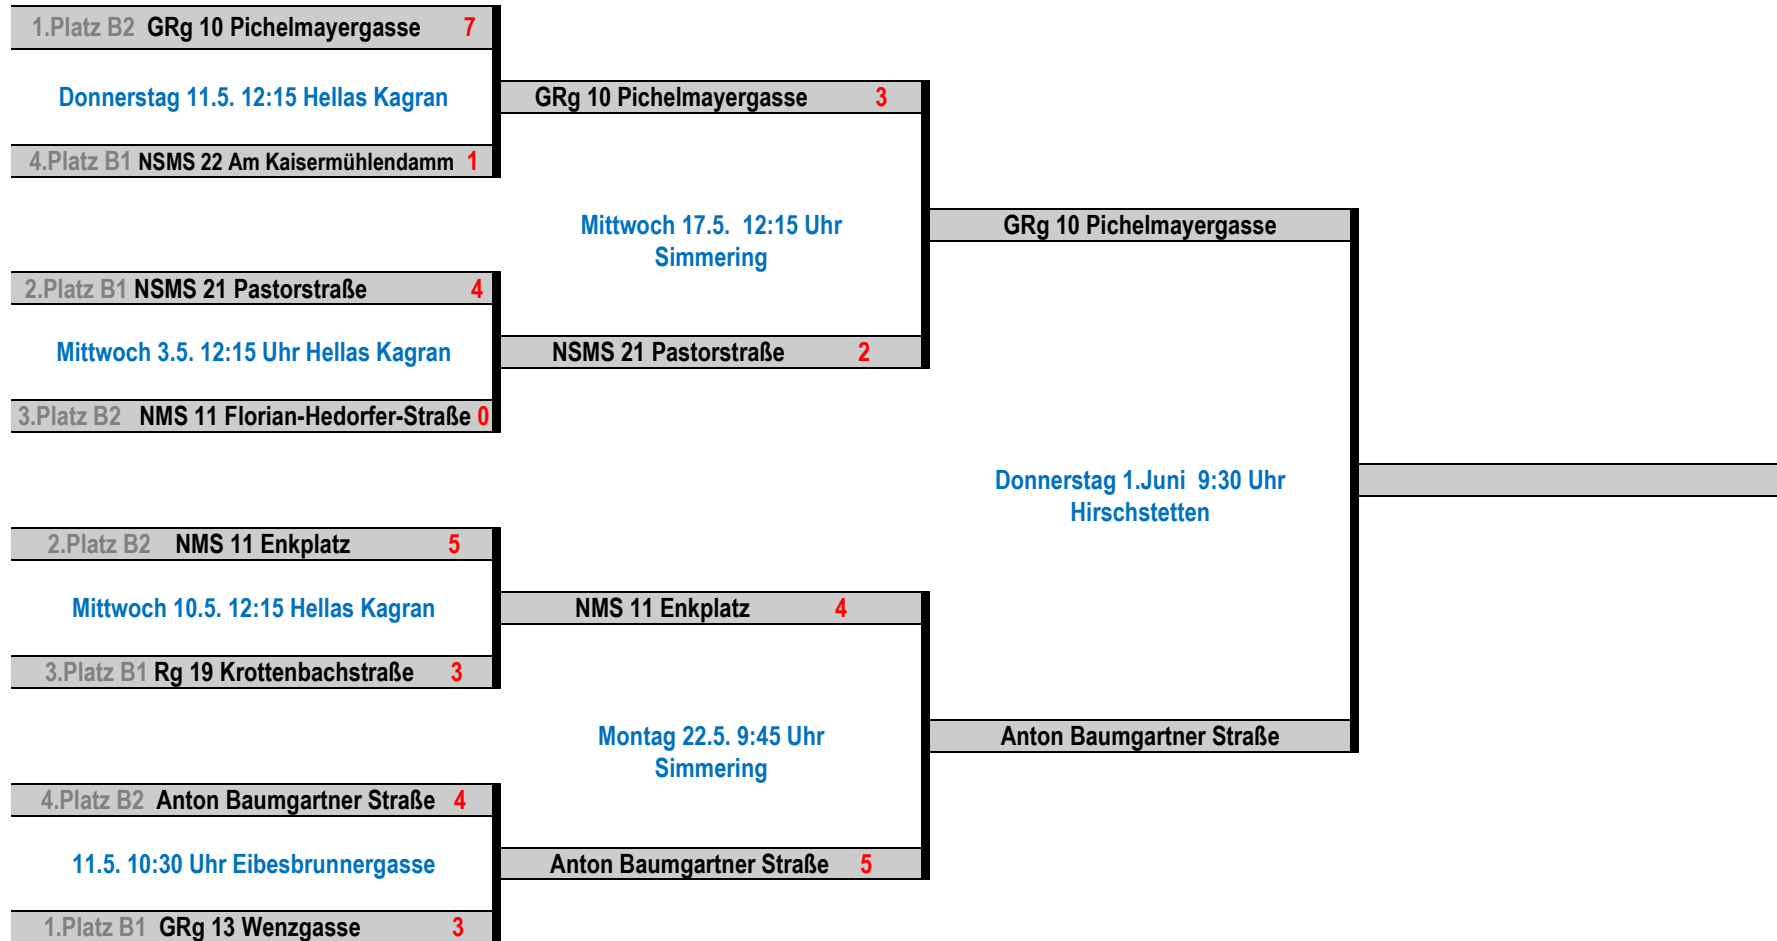 1.Platz B2 GRg 10 Pichelmayergasse 7
Donnerstag 11.5. 12:15 Hellas Kagran
4.Platz B1 NSMS 22 Am Kaisermühlendamm 1
2.Platz B1 NSMS 21 Pastorstraße 4
Mittwoch 3.5. 12:15 Uhr Hellas Kagran
3.Platz B2 NMS 11 Florian-Hedorfer-Straße 0
2.Platz B2 NMS 11 Enkplatz 5
Mittwoch 10.5. 12:15 Hellas Kagran
3.Platz B1 Rg 19 Krottenbachstraße 3
4.Platz B2 Anton Baumgartner Straße 4
11.5. 10:30 Uhr Eibesbrunnergasse
1.Platz B1 GRg 13 Wenzgasse 3
GRg 10 Pichelmayergasse 3
Mittwoch 17.5. 12:15 Uhr
Simmering
NSMS 21 Pastorstraße 2
NMS 11 Enkplatz 4
Montag 22.5. 9:45 Uhr
Simmering
Anton Baumgartner Straße 5
GRg 10 Pichelmayergasse
Donnerstag 1.Juni 9:30 Uhr
Hirschstetten
Anton Baumgartner Straße